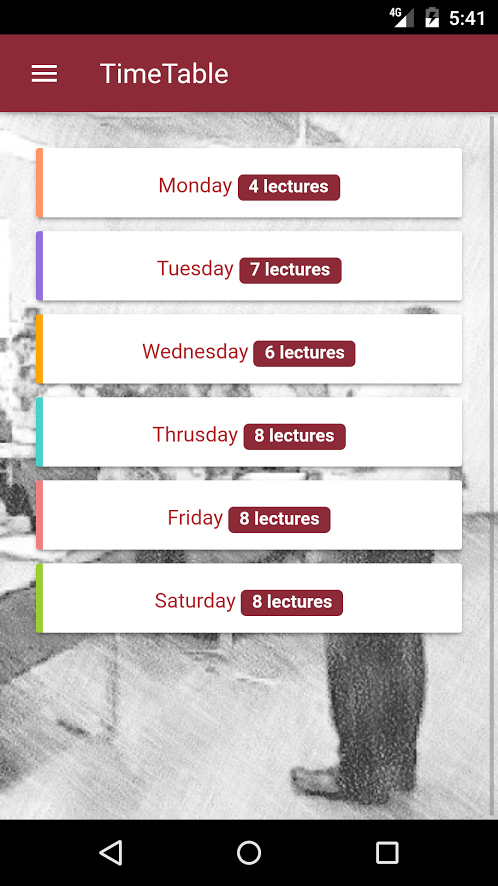 4G 5:41
TimeTable
Monday 4 lectures
Tuesday 7 lectures
Wednesday 6 lectures
Thrusday 8 lectures
Friday 8 lectures
Saturday 8 lectures